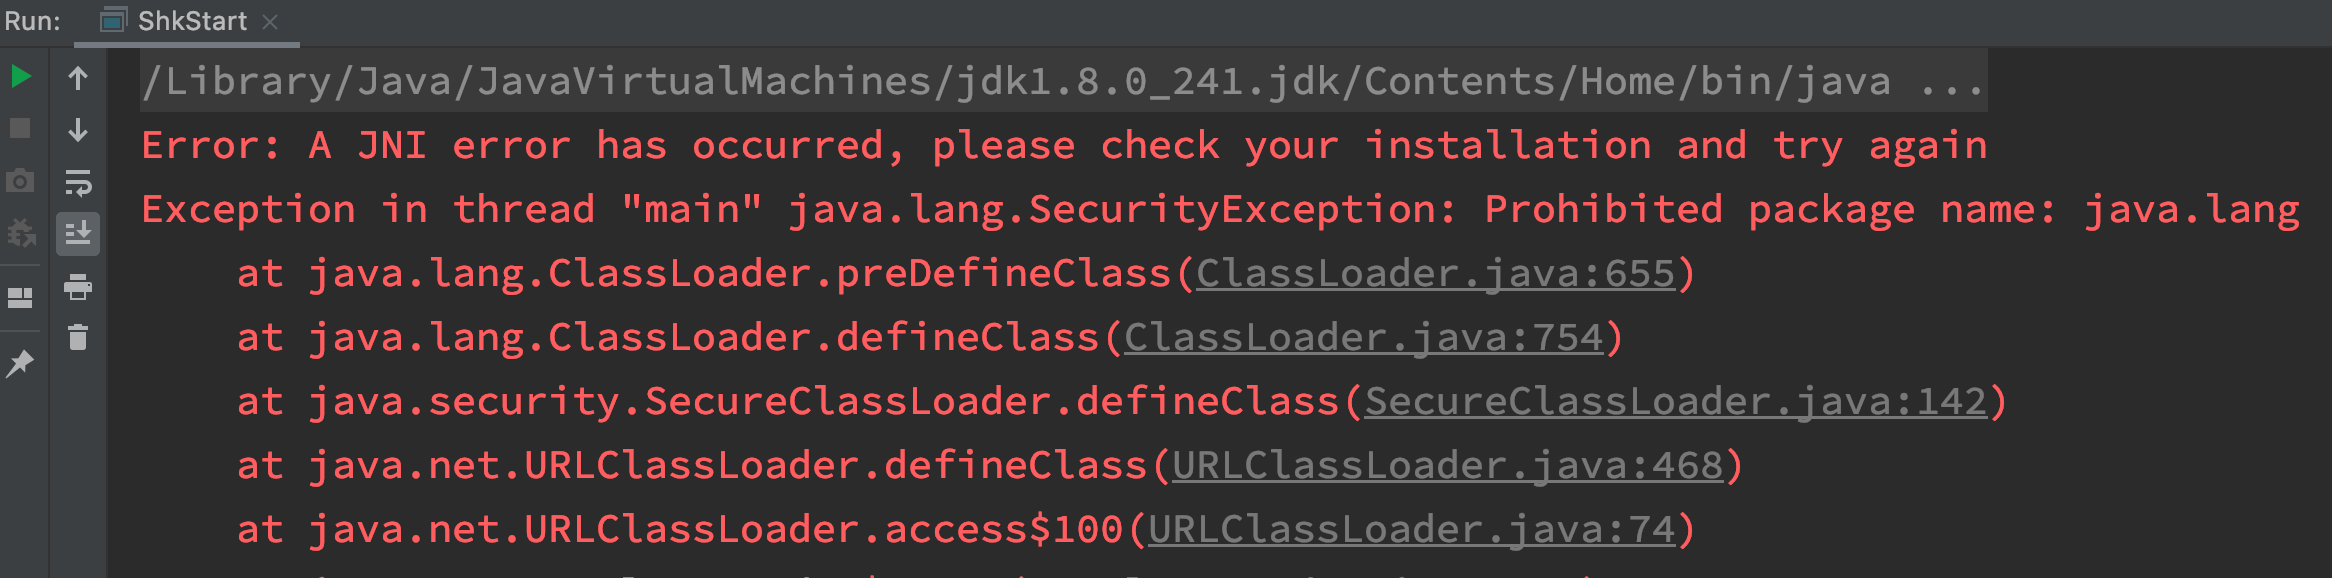 Run: ShkStart
/Library/Java/JavaVirtualMachines/jdk1.8.0_241.jdk/Contents/Home/bin/java ...
Error: A JNI error has occurred, please check your installation and try again
Exception in thread "main" java.lang.SecurityException: Prohibited package name: java.lang
at java.lang.ClassLoader.preDefineClass(ClassLoader.java:655)
at java.lang.ClassLoader.defineClass(ClassLoader.java:754)
at java.security.SecureClassLoader.defineClass(SecureClassLoader.java:142)
at java.net.URLClassLoader.defineClass(URLClassLoader.java:468)
at java.net.URLClassLoader.access$100(URLClassLoader.java:74)